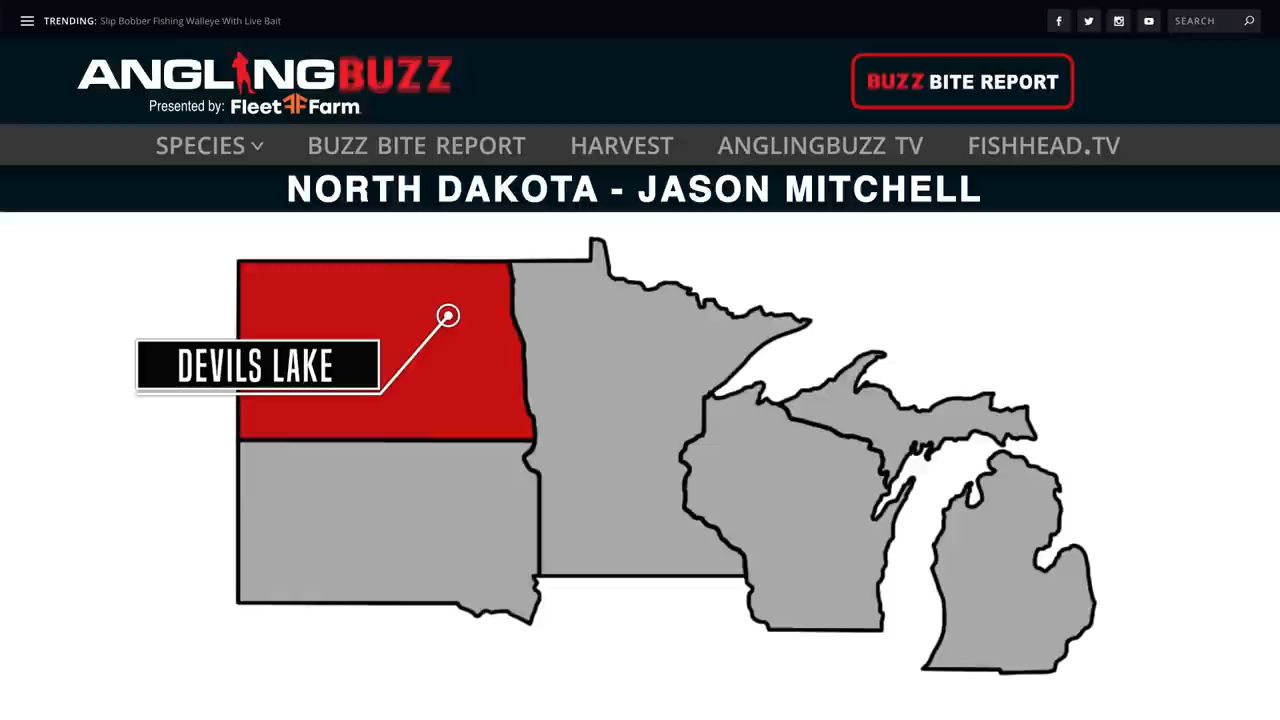 TRENDING: Slip Bobber Fishing Walleye With Live Bait
SEARCH
ANGLINGBUZZ
Presented by: Fleet Farm
BUZZ BITE REPORT
SPECIES BUZZ BITE REPORT HARVEST ANGLINGBUZZ TV FISHHEAD.TV
NORTH DAKOTA - JASON MITCHELL
DEVILS LAKE